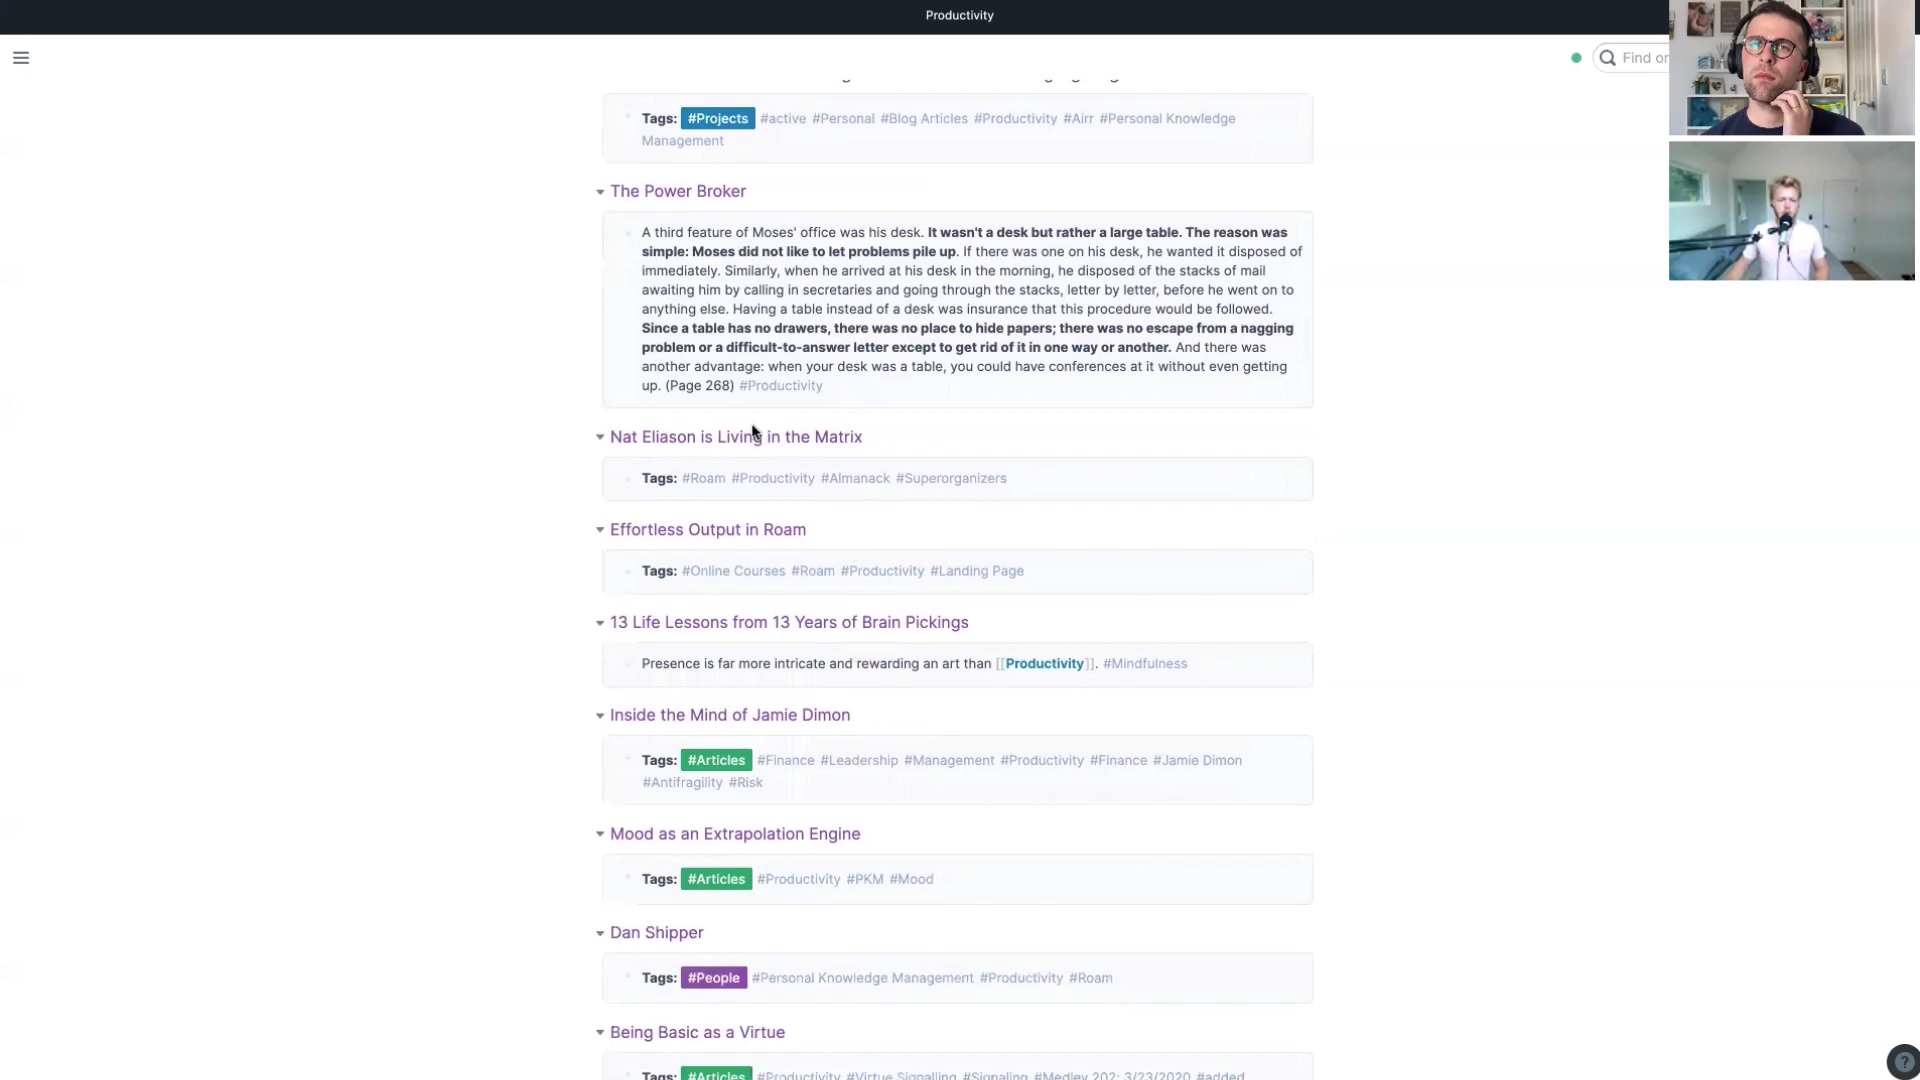 Productivity
Find or
Tags: #Projects #active #Personal #Blog Articles #Productivity #Airr #Personal Knowledge
Management
The Power Broker
A third feature of Moses' office was his desk. It wasn't a desk but rather a large table. The reason was
simple: Moses did not like to let problems pile up. If there was one on his desk, he wanted it disposed of
immediately. Similarly, when he arrived at his desk in the morning, he disposed of the stacks of mail
awaiting him by calling in secretaries and going through the stacks, letter by letter, before he went on to
anything else. Having a table instead of a desk was insurance that this procedure would be followed.
Since a table has no drawers, there was no place to hide papers; there was no escape from a nagging
problem or a difficult-to-answer letter except to get rid of it in one way or another. And there was
another advantage: when your desk was a table, you could have conferences at it without even getting
up. (Page 268) #Productivity
Nat Eliason is Living in the Matrix
Tags: #Roam #Productivity #Almanack #Superorganizers
Effortless Output in Roam
Tags: #Online Courses #Roam #Productivity #Landing Page
13 Life Lessons from 13 Years of Brain Pickings
Presence is far more intricate and rewarding an art than [[Productivity]]. #Mindfulness
Inside the Mind of Jamie Dimon
Tags: #Articles #Finance #Leadership #Management #Productivity #Finance #Jamie Dimon
#Antifragility #Risk
Mood as an Extrapolation Engine
Tags: #Articles #Productivity #PKM #Mood
Dan Shipper
Tags: #People #Personal Knowledge Management #Productivity #Roam
Being Basic as a Virtue
Tags: #Articles #Productivity #Virtue Signalling #Signaling #Medley 202: 3/23/2020 #added
?